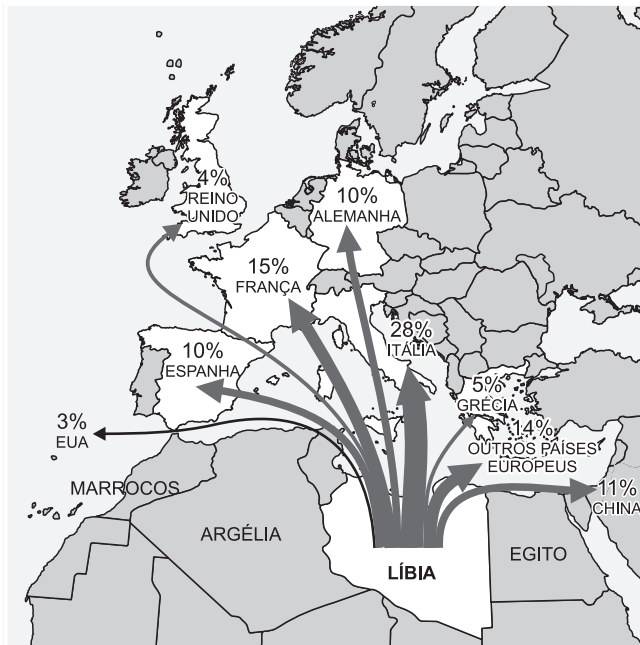 4%
REINO
UNIDO
10%
ALEMANHA
15%
FRANÇA
28%
ITÁLIA
10%
ESPANHA
5%
GRÉCIA
3%
EUA
14%
OUTROS PAÍSES
EUROPEUS
11%
CHINA
MARROCOS
ARGÉLIA
LÍBIA
EGITO